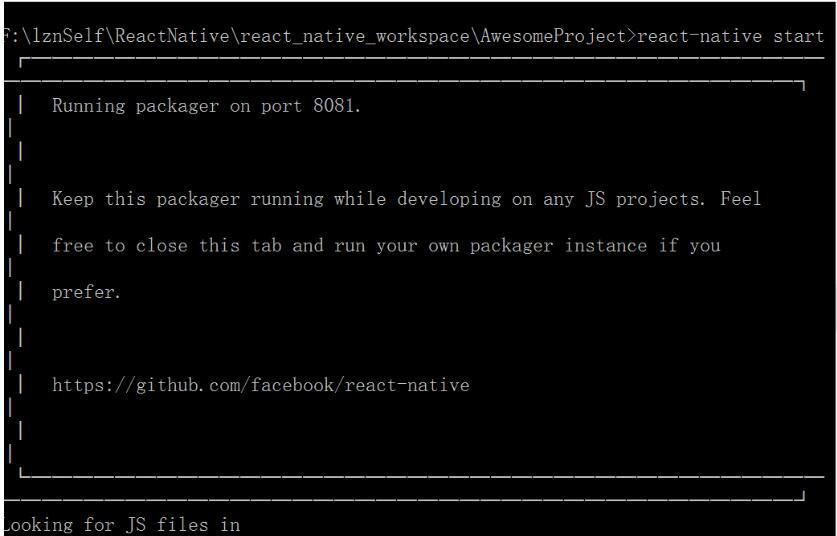 F:\lznSelf\ReactNative\react_native_workspace\AwesomeProject>react-native start
Running packager on port 8081.
Keep this packager running while developing on any JS projects. Feel
free to close this tab and run your own packager instance if you
prefer.
https://github.com/facebook/react-native
Looking for JS files in